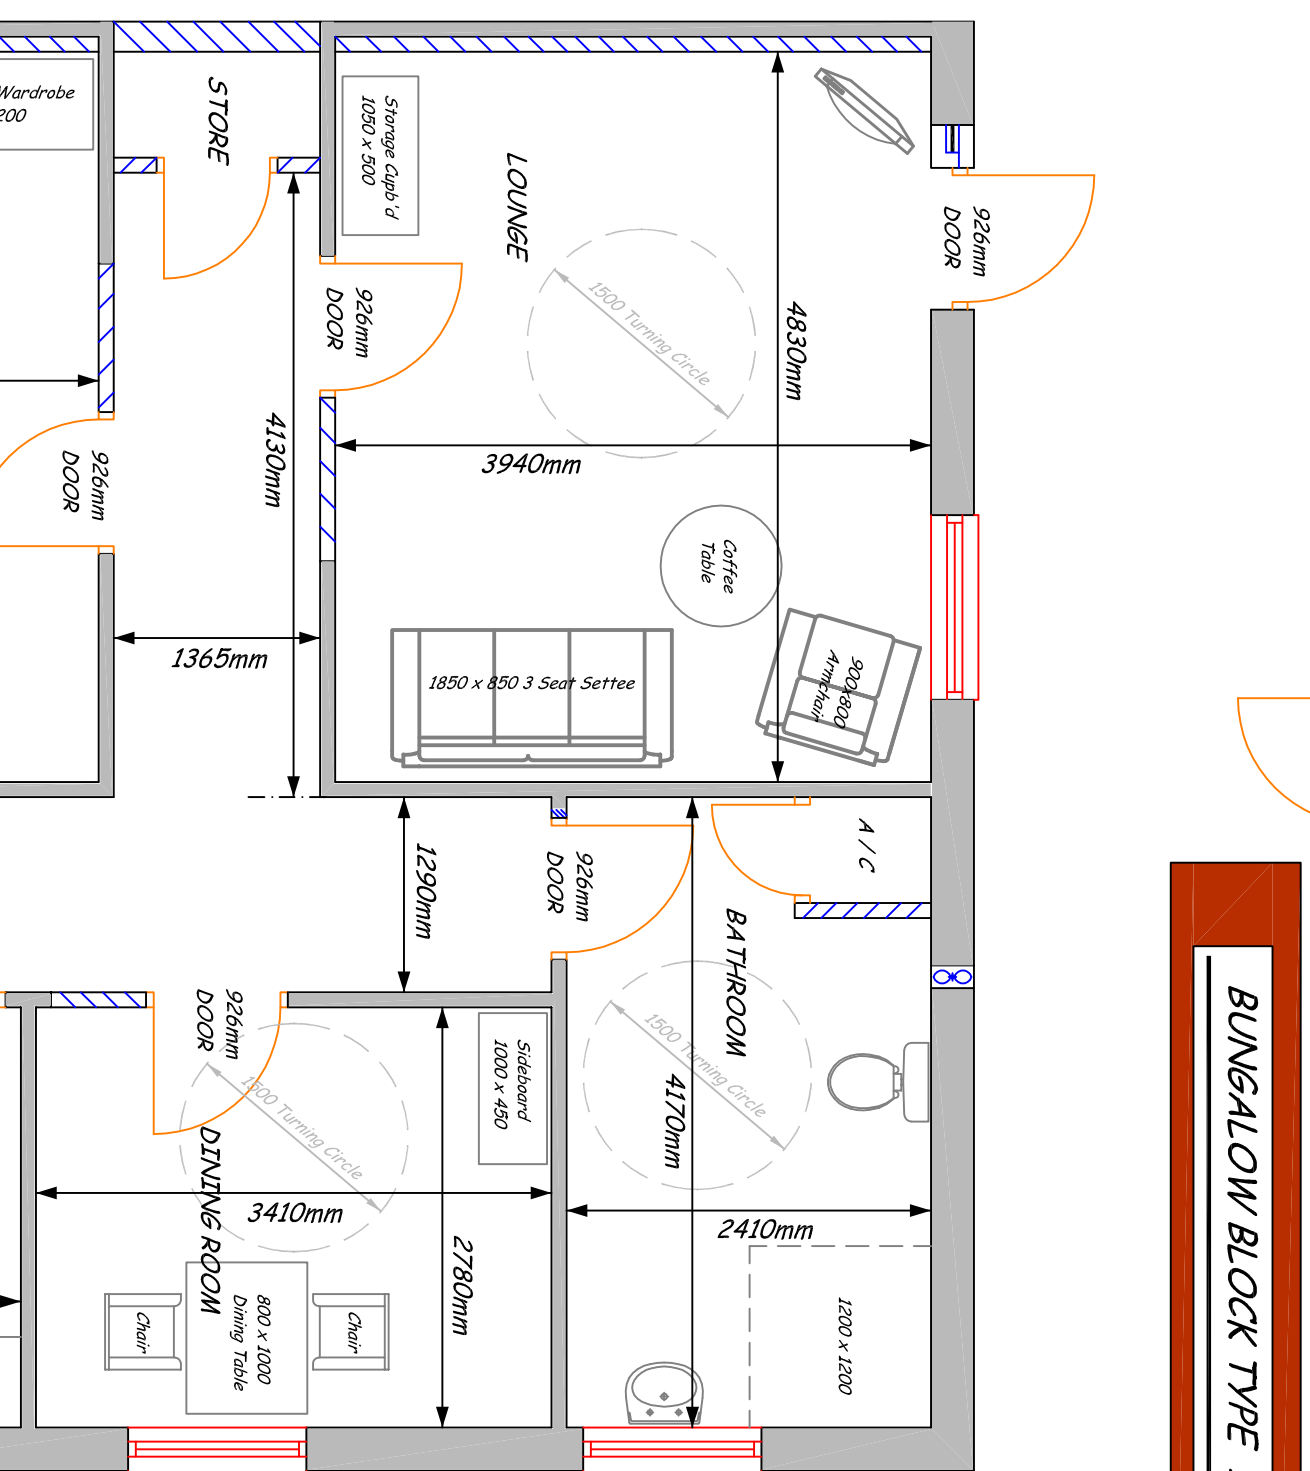 Wardrobe
200
STORE
Storage Cupb'd
1050 x 500
LOUNGE
1500 Turning Circle
926mm
DOOR
926mm
DOOR
4830mm
4130mm
3940mm
926mm
DOOR
Coffee
Table
1365mm
1850 x 850 3 Seat Settee
900x800
Armchair
A / C
1290mm
926mm
DOOR
BATHROOM
926mm
DOOR
1500 Turning Circle
1500 Turning Circle
Sideboard
1000 x 450
4170mm
DINING ROOM
3410mm
2410mm
2780mm
Chair
800 x 1000
Dining Table
Chair
1200 x 1200
BUNGALOW BLOCK TYPE